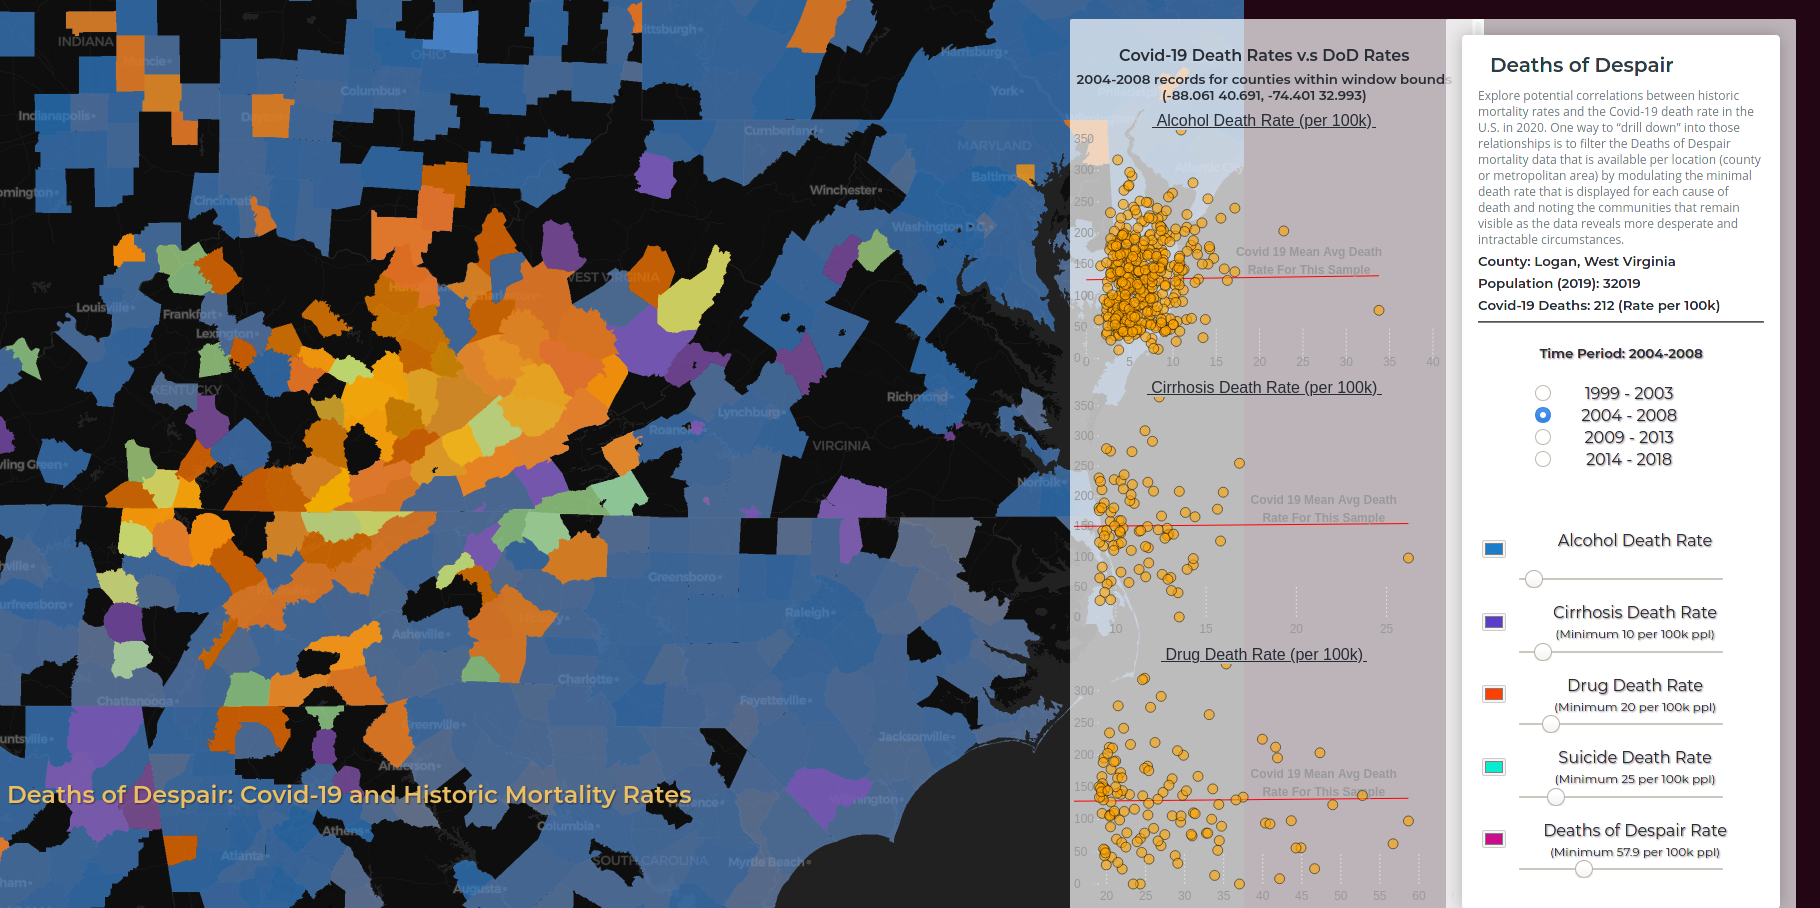 INDIANA
Muncie
OHIO
Columbus
Indianapolis
Dayton
omington
Cincinnati
ittsburgh
Harrisburg
York
Philadelphia
Cumberland
MARYLAND
Baltimo
Atlantic City
Winchester
Washington D.C.
WEST VIRGINIA
Louisville
Frankfort
Lexington
Hun
Charl
KENTUCKY
Richmond
Lynchburg
Roano
VIRGINIA
ling Green
Norfolk
ville
Greensboro
urfreesboro
Raleigh
Asheville
Chattanooga
Charlotte
Fayetteville
untsville
Greenville
Jacksonville
Anderson
Deaths of Despair: Covid-19 and Historic Mortality Rates
rence
Wilmington
Athens
Columbia
Atlanta
SOUTH CAROLINA
Myrtle Beach
ham
Augusta
Covid-19 Death Rates v.s DoD Rates
2004-2008 records for counties within window bounds
(-88.061 40.691, -74.401 32.993)
Alcohol Death Rate (per 100k)
350
300
250
200
150
100
50
0
Covid 19 Mean Avg Death
Rate For This Sample
0 5 10 15 20 25 30 35 40
Cirrhosis Death Rate (per 100k)
350
300
250
200
150
100
50
0
Covid 19 Mean Avg Death
Rate For This Sample
10 15 20 25
Drug Death Rate (per 100k)
300
250
200
150
100
50
0
Covid 19 Mean Avg Death
Rate For This Sample
20 25 30 35 40 45 50 55 60
Deaths of Despair
Explore potential correlations between historic
mortality rates and the Covid-19 death rate in the
U.S. in 2020. One way to “drill down” into those
relationships is to filter the Deaths of Despair
mortality data that is available per location (county
or metropolitan area) by modulating the minimal
death rate that is displayed for each cause of
death and noting the communities that remain
visible as the data reveals more desperate and
intractable circumstances.
County: Logan, West Virginia
Population (2019): 32019
Covid-19 Deaths: 212 (Rate per 100k)
Time Period: 2004-2008
1999 - 2003
2004 - 2008
2009 - 2013
2014 - 2018
Alcohol Death Rate
Cirrhosis Death Rate
(Minimum 10 per 100k ppl)
Drug Death Rate
(Minimum 20 per 100k ppl)
Suicide Death Rate
(Minimum 25 per 100k ppl)
Deaths of Despair Rate
(Minimum 57.9 per 100k ppl)